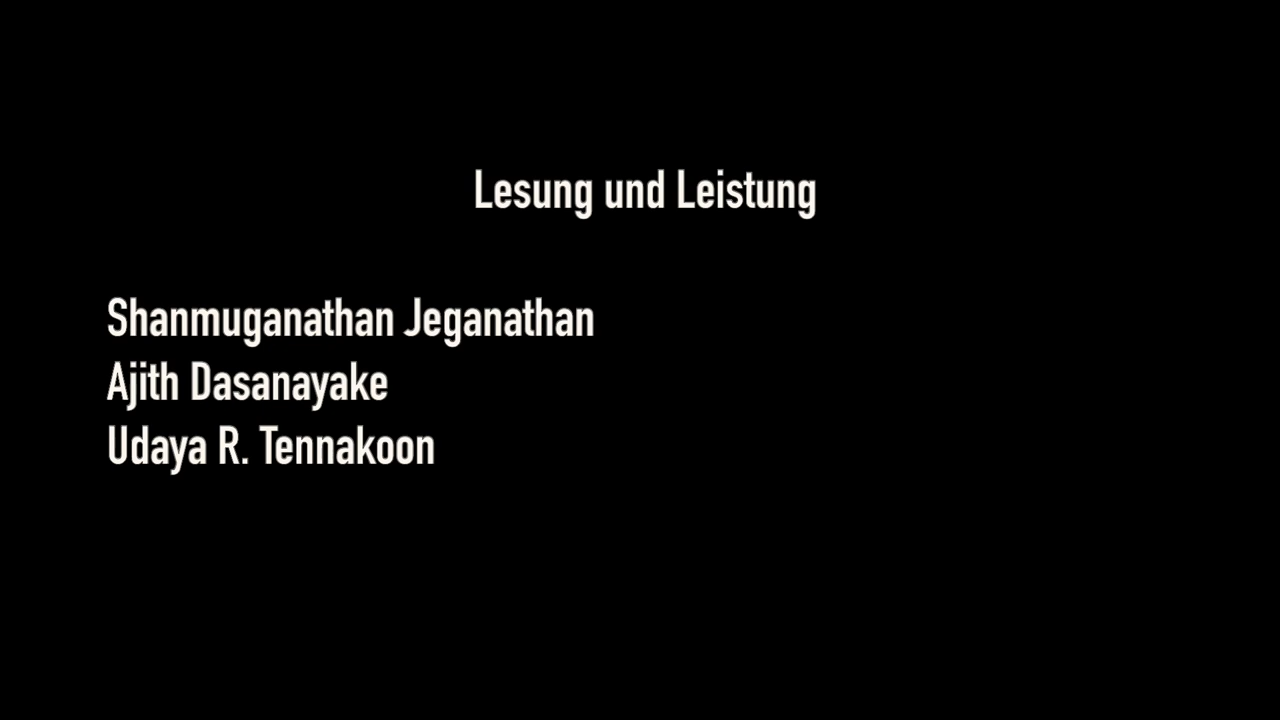 Lesung und Leistung
Shanmuganathan Jeganathan
Ajith Dasanayake
Udaya R. Tennakoon